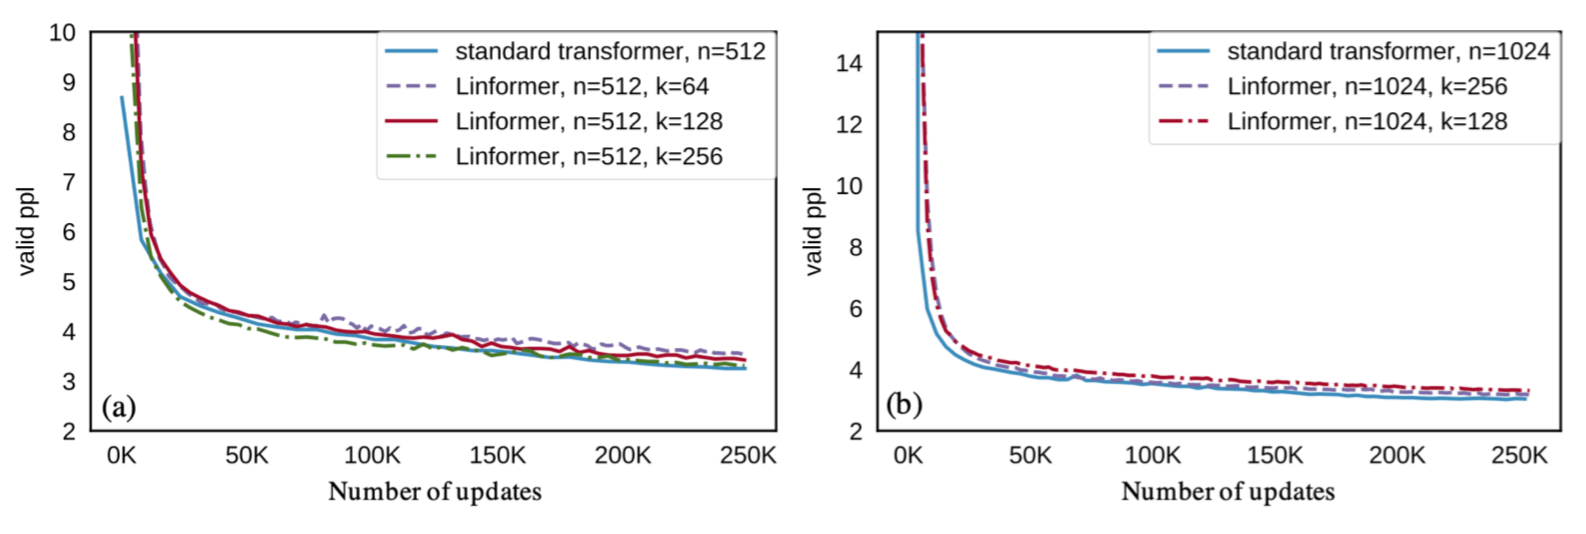 10
9
8
7
6
5
4
3
2
valid ppl
standard transformer, n=512
Linformer, n=512, k=64
Linformer, n=512, k=128
Linformer, n=512, k=256
(a)
0K 50K 100K 150K 200K 250K
Number of updates
14
12
10
8
6
4
2
valid ppl
standard transformer, n=1024
Linformer, n=1024, k=256
Linformer, n=1024, k=128
(b)
0K 50K 100K 150K 200K 250K
Number of updates